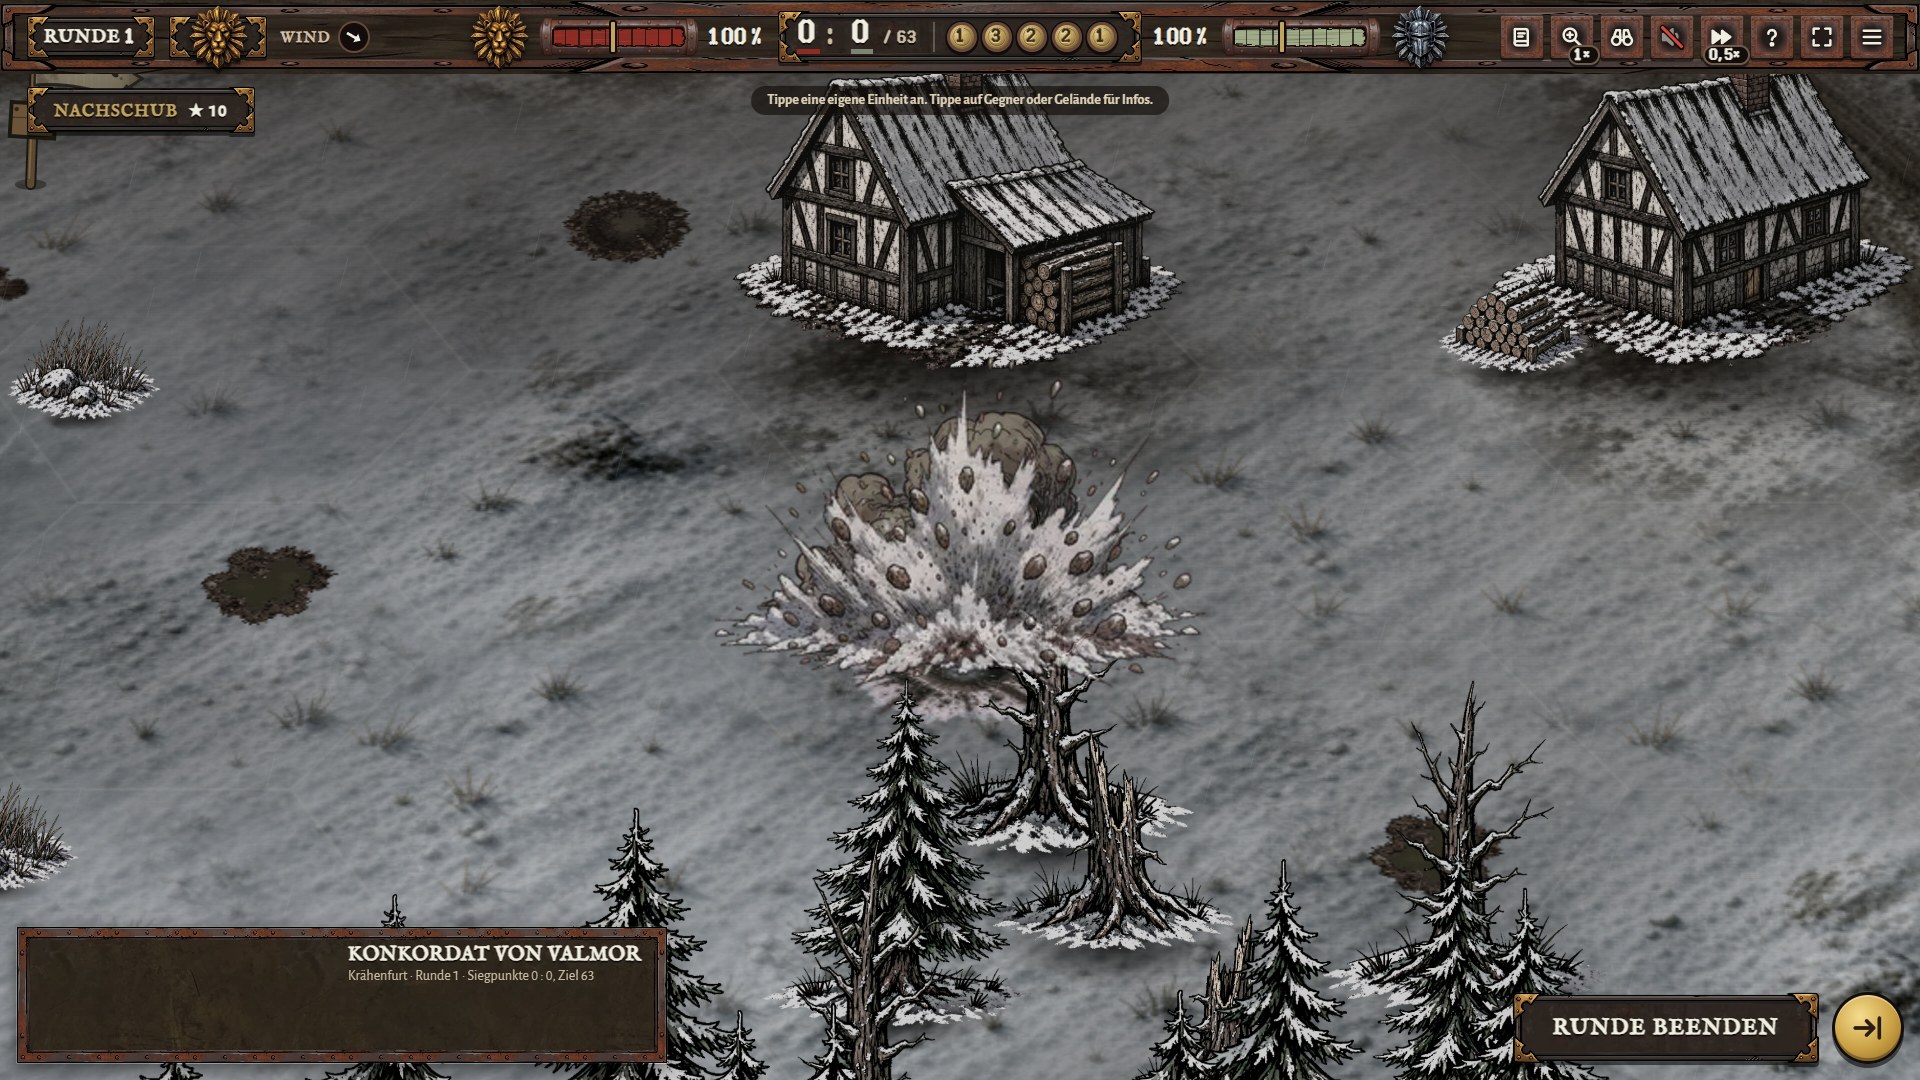 RUNDE 1
WIND
100 %
0 : 0 / 63
1 3 2 2 1
100 %
1×
0,5×
?
NACHSCHUB ★ 10
Tippe eine eigene Einheit an. Tippe auf Gegner oder Gelände für Infos.
KONKORDAT VON VALMOR
Krähenfurt · Runde 1 · Siegpunkte 0 : 0, Ziel 63
RUNDE BEENDEN